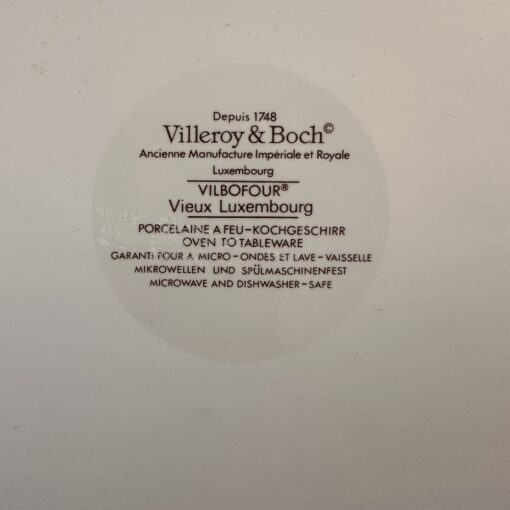 Depuis 1748
Villeroy & Boch©
Ancienne Manufacture Impériale et Royale
Luxembourg
VILBOFOUR®
Vieux Luxembourg
PORCELAINE A FEU-KOCHGESCHIRR
OVEN TO TABLEWARE
GARANTI FOUR A MICRO-ONDES ET LAVE-VAISSELLE
MIKROWELLEN UND SPÜLMASCHINENFEST
MICROWAVE AND DISHWASHER-SAFE